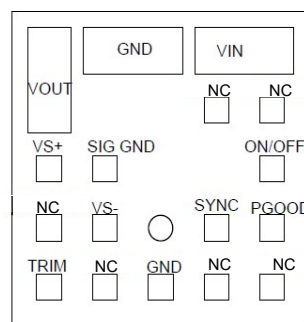 GND VIN
VOUT
NC NC
VS+ SIG GND ON/OFF
NC VS- SYNC PGOOD
TRIM NC GND NC NC